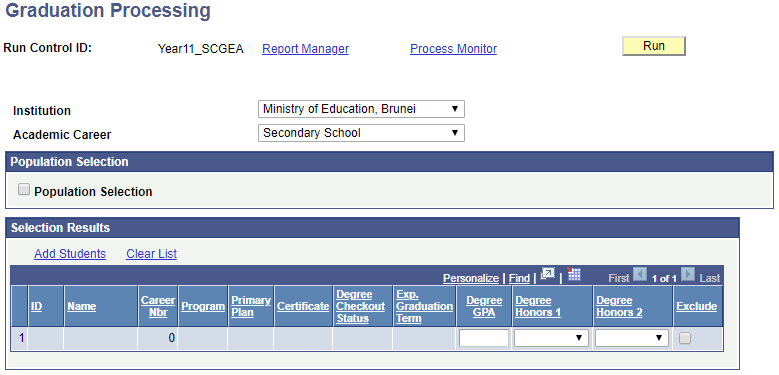 Graduation Processing
Run Control ID: Year11_SCGEA Report Manager Process Monitor Run
Institution Ministry of Education, Brunei
Academic Career Secondary School
Population Selection
Population Selection
Selection Results
Add Students Clear List
Personalize | Find | | First 1 of 1 Last
ID Name Career Nbr Program Primary Plan Certificate Degree Checkout Status Exp. Graduation Term Degree GPA Degree Honors 1 Degree Honors 2 Exclude
1 0